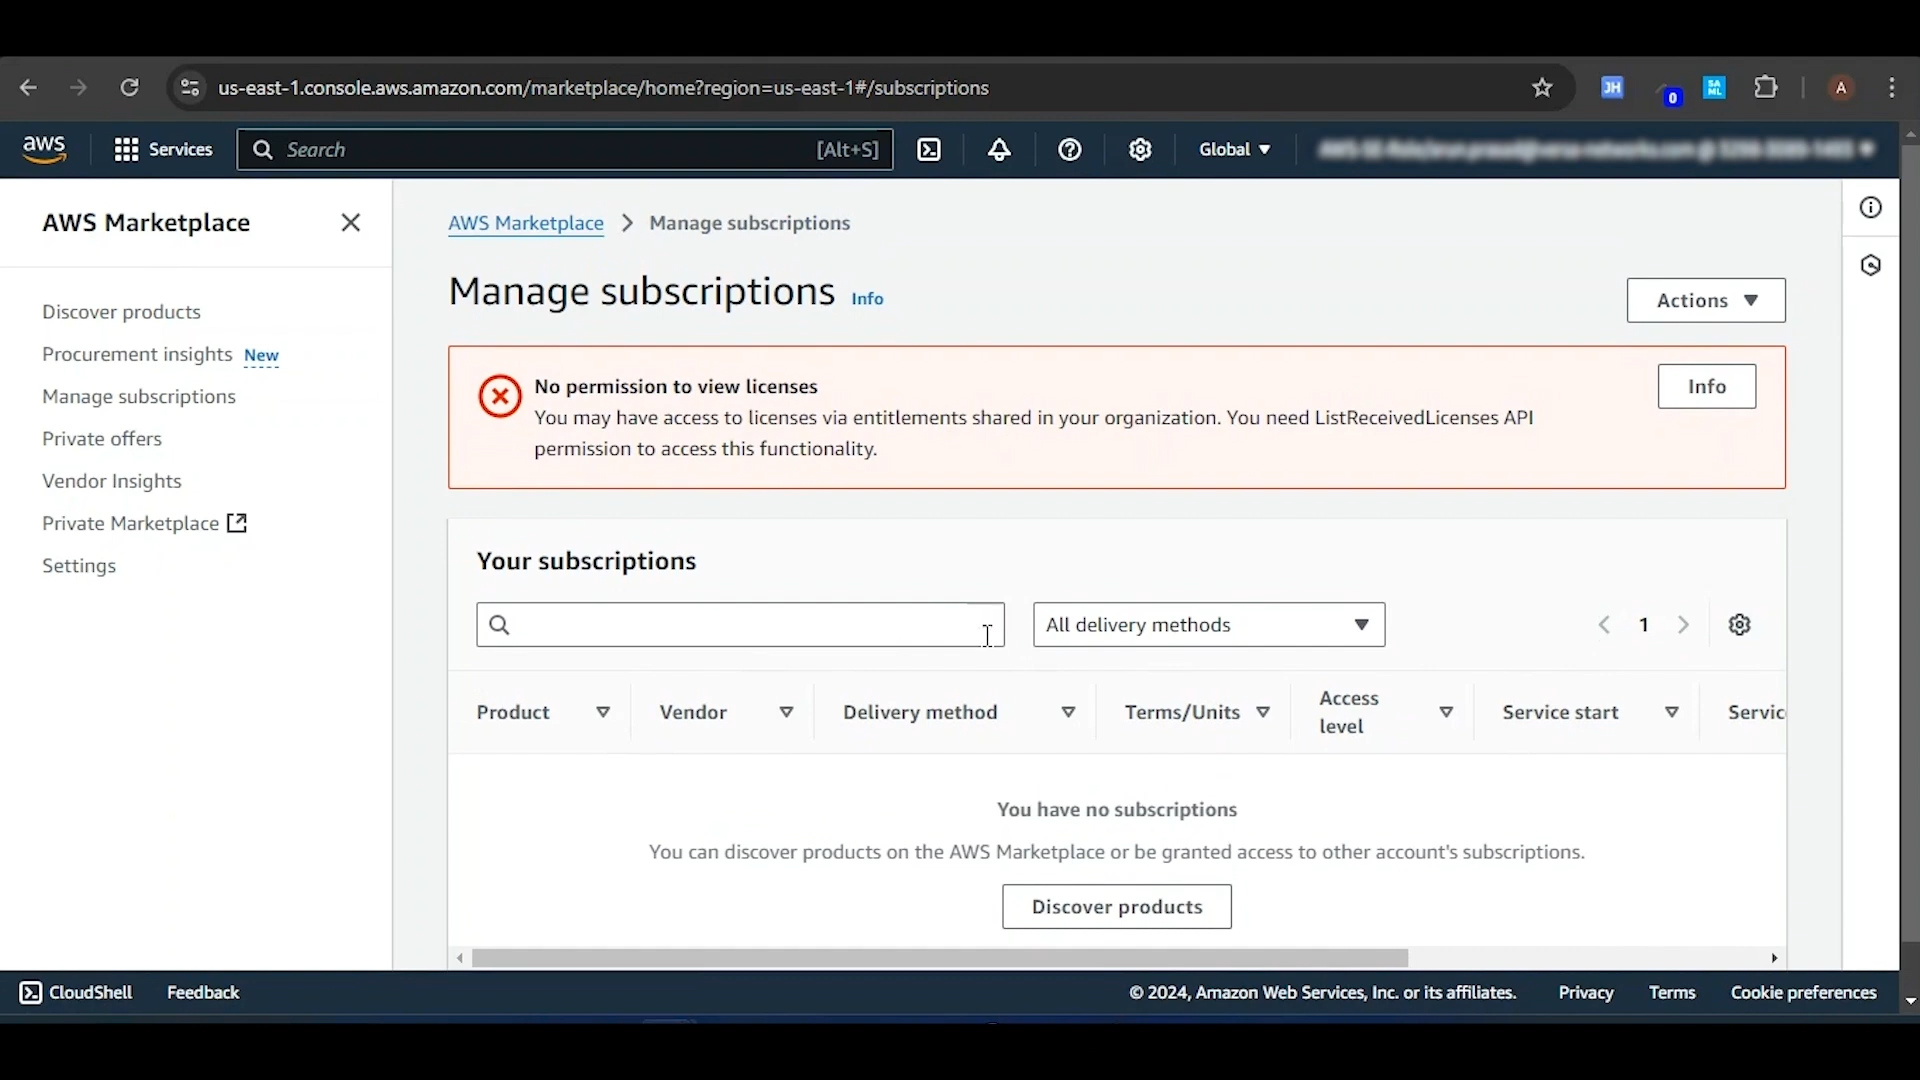 us-east-1.console.aws.amazon.com/marketplace/home?region=us-east-1#/subscriptions
JH
0
SA
ML
A
aws
Services
Search
[Alt+S]
Global
AWS Marketplace
Discover products
Procurement insights New
Manage subscriptions
Private offers
Vendor Insights
Private Marketplace
Settings
AWS Marketplace > Manage subscriptions
Manage subscriptions Info
Actions
No permission to view licenses
You may have access to licenses via entitlements shared in your organization. You need ListReceivedLicenses API
permission to access this functionality.
Info
Your subscriptions
All delivery methods
1
Product
Vendor
Delivery method
Terms/Units
Access
level
Service start
Servic
You have no subscriptions
You can discover products on the AWS Marketplace or be granted access to other account's subscriptions.
Discover products
CloudShell
Feedback
© 2024, Amazon Web Services, Inc. or its affiliates.
Privacy
Terms
Cookie preferences